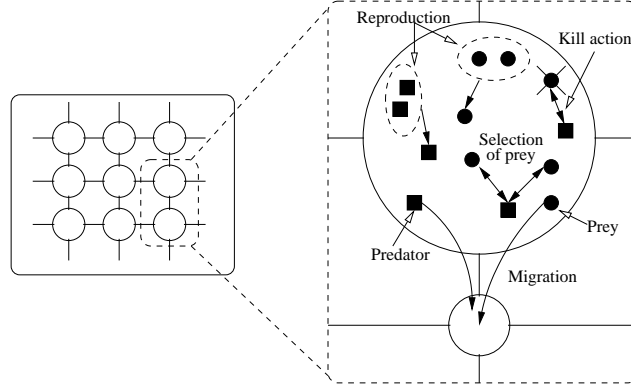 Reproduction
Kill action
Selection
of prey
Predator
Prey
Migration